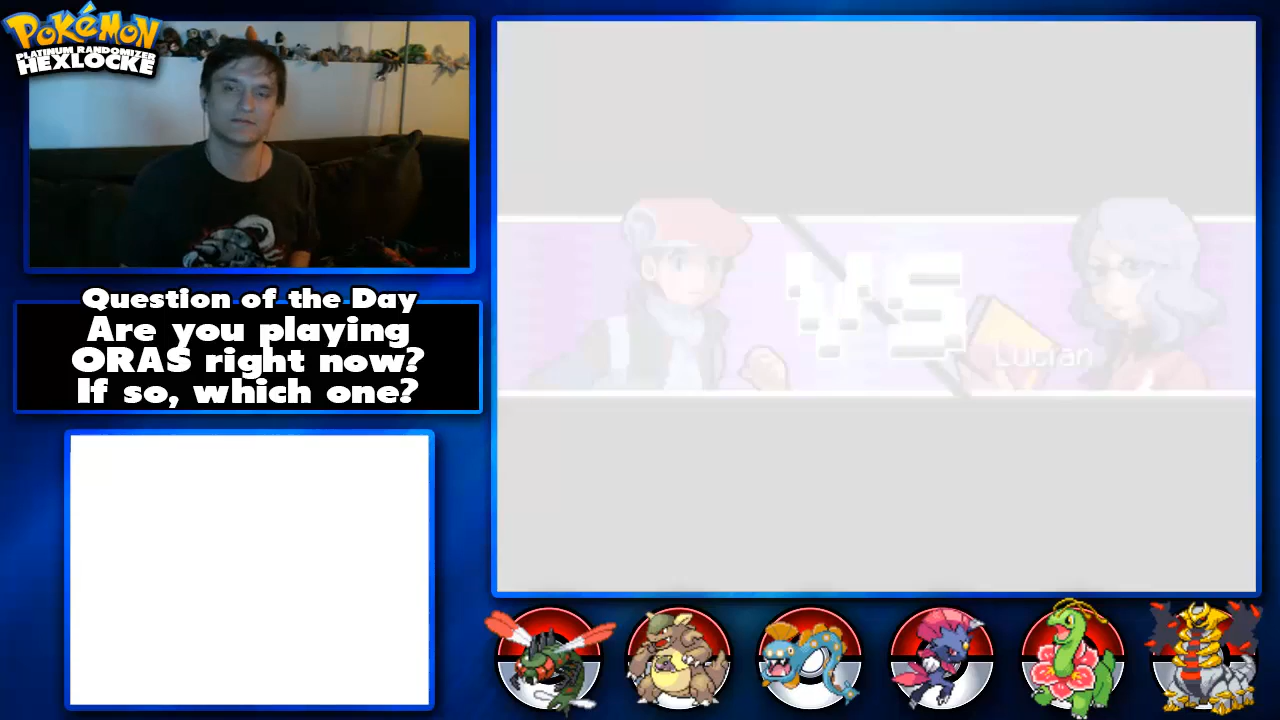 POKéMON
PLATINUM RANDOMIZER
HEXLOCKE
VS
Lucian
Question of the Day
Are you playing
ORAS right now?
If so, which one?